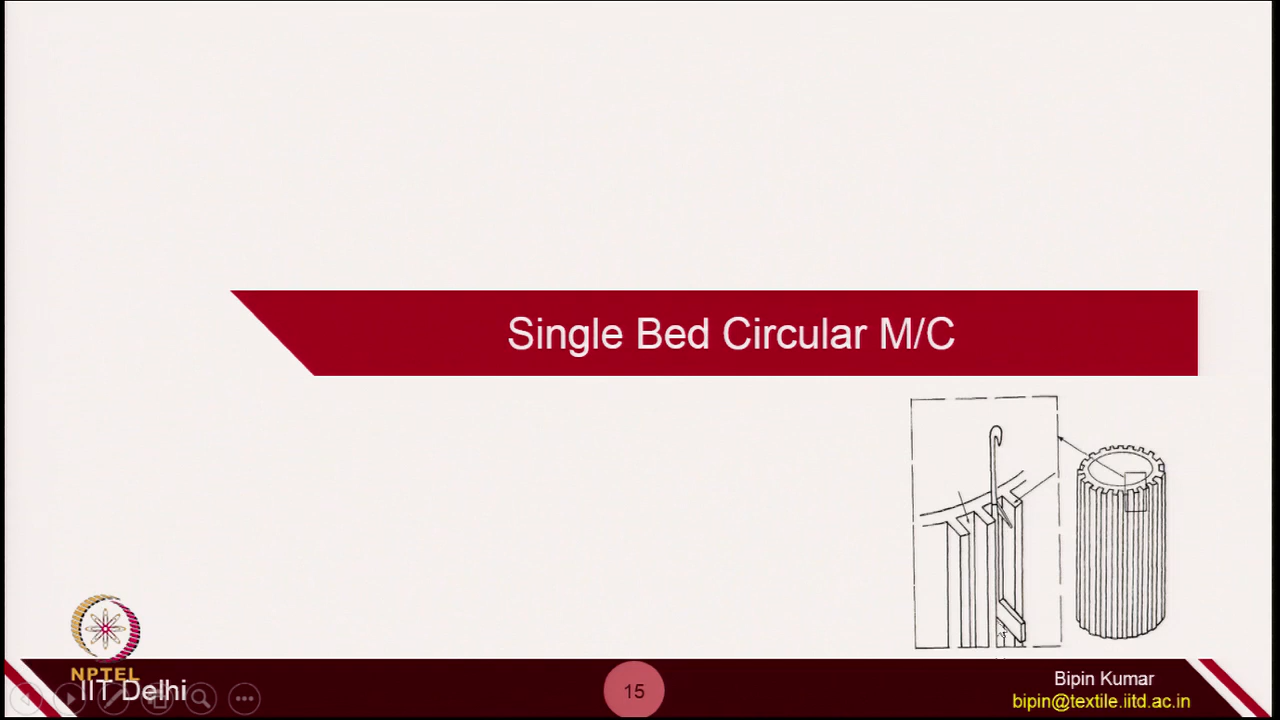 Single Bed Circular M/C
NPTEL
IIT Delhi
15
Bipin Kumar
bipin@textile.iitd.ac.in